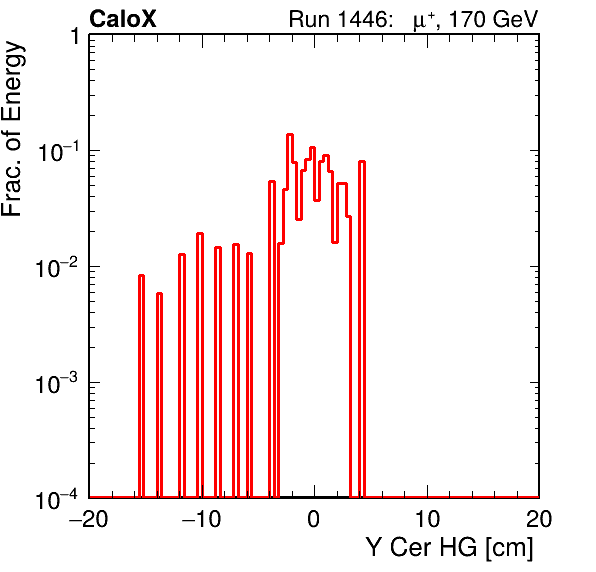 CaloX Run 1446: μ⁺, 170 GeV
Frac. of Energy
1
10⁻¹
10⁻²
10⁻³
10⁻⁴
−20 −10 0 10 20
Y Cer HG [cm]